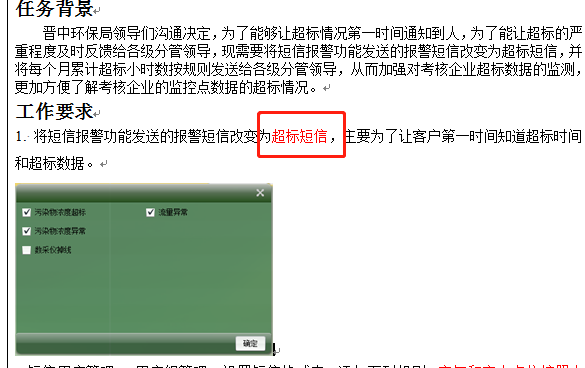 任务背景
晋中环保局领导们沟通决定，为了能够让超标情况第一时间通知到人，为了能让超标的严
重程度及时反馈给各级分管领导，现需要将短信报警功能发送的报警短信改变为超标短信，并
将每个月累计超标小时数按规则发送给各级分管领导，从而加强对考核企业超标数据的监测，
更加方便了解考核企业的监控点数据的超标情况。
工作要求
1. 将短信报警功能发送的报警短信改变为超标短信，主要为了让客户第一时间知道超标时间
和超标数据。
污染物浓度超标 流量异常
污染物浓度异常
数采仪掉线
确定